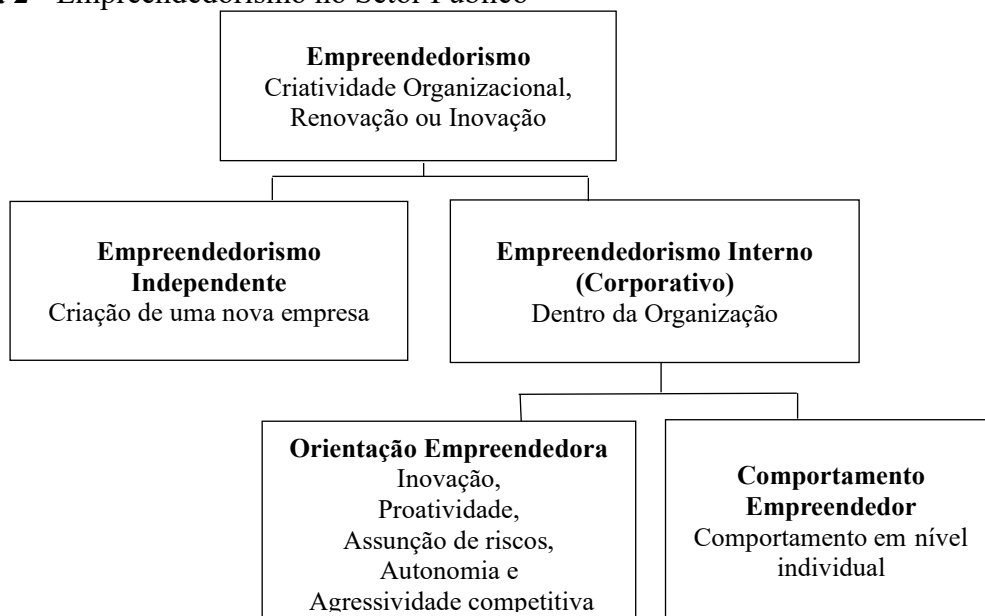 2 - Empreendedorismo no Setor Público
Empreendedorismo
Criatividade Organizacional,
Renovação ou Inovação
Empreendedorismo
Independente
Criação de uma nova empresa
Empreendedorismo Interno
(Corporativo)
Dentro da Organização
Orientação Empreendedora
Inovação,
Proatividade,
Assunção de riscos,
Autonomia e
Agressividade competitiva
Comportamento
Empreendedor
Comportamento em nível
individual